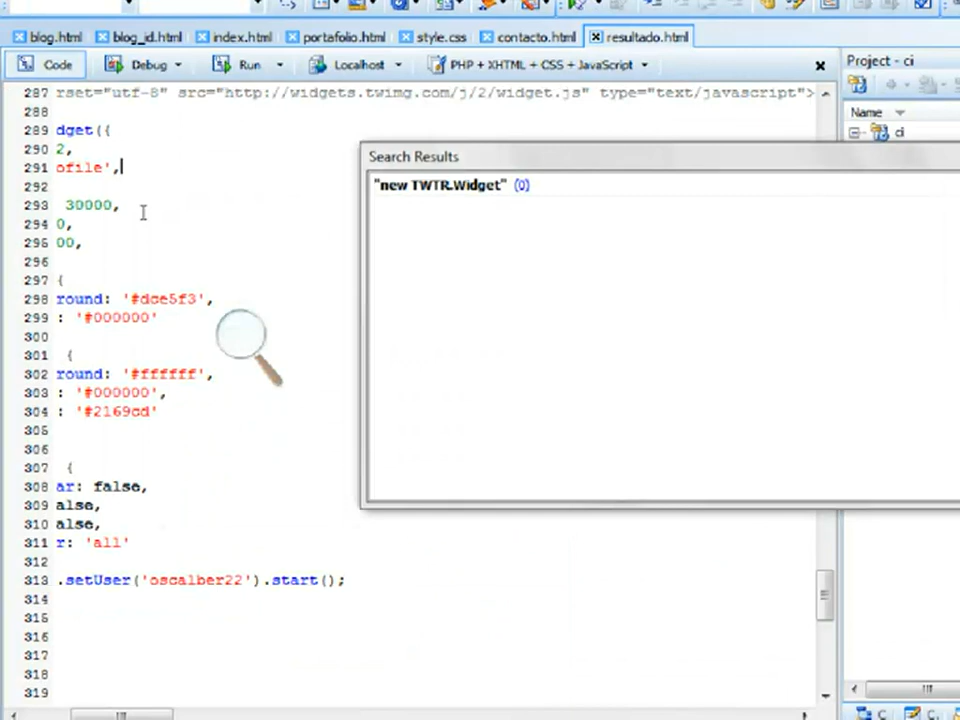 blog.html blog_id.html index.html portafolio.html style.css contacto.html resultado.html
Code Debug Run Localhost PHP + XHTML + CSS + JavaScript
Project - ci
Name
ci
287 rset="utf-8" src="http://widgets.twimg.com/j/2/widget.js" type="text/javascript">
288
289 dget({
290 2,
291 ofile',
292
293 30000,
294 0,
295 00,
296
297 {
298 round: '#dce5f3',
299 : '#000000'
300
301 {
302 round: '#ffffff',
303 : '#000000',
304 : '#2169cd'
305
306
307 {
308 ar: false,
309 alse,
310 alse,
311 r: 'all'
312
313 .setUser('oscalber22').start();
314
315
316
317
318
319
Search Results
"new TWTR.Widget" (0)